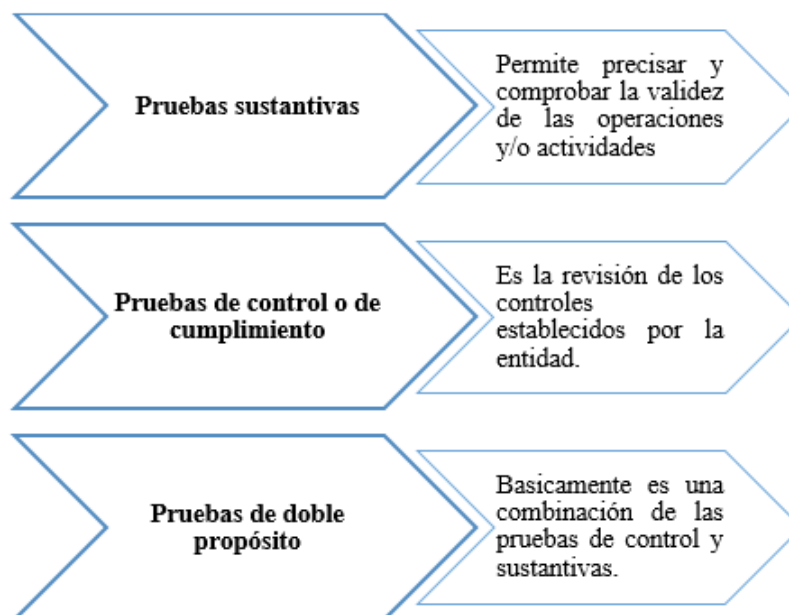 Pruebas sustantivas
Permite precisar y
comprobar la validez
de las operaciones
y/o actividades
Pruebas de control o de
cumplimiento
Es la revisión de los
controles
establecidos por la
entidad.
Pruebas de doble
propósito
Basicamente es una
combinación de las
pruebas de control y
sustantivas.